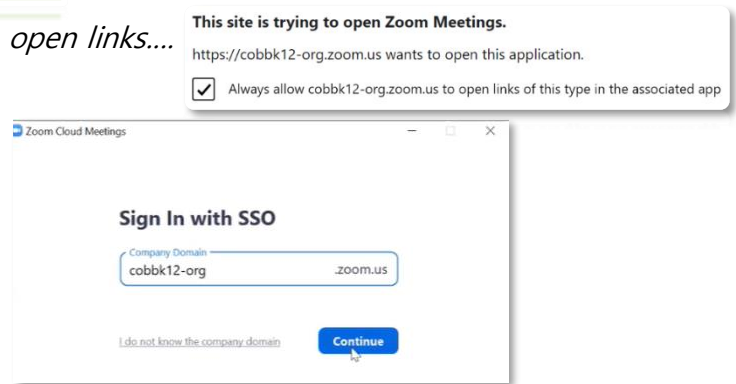 open links....
This site is trying to open Zoom Meetings.
https://cobbk12-org.zoom.us wants to open this application.
Always allow cobbk12-org.zoom.us to open links of this type in the associated app
Zoom Cloud Meetings
Sign In with SSO
Company Domain
cobbk12-org .zoom.us
I do not know the company domain Continue